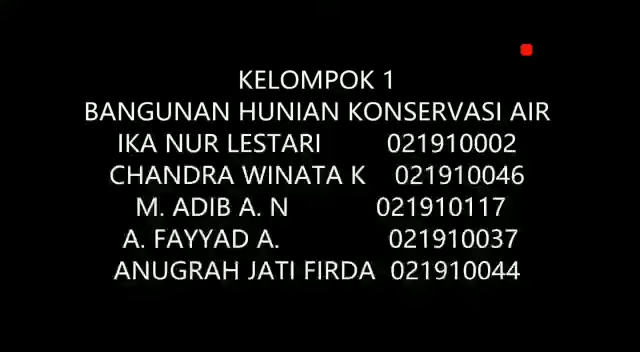 KELOMPOK 1
BANGUNAN HUNIAN KONSERVASI AIR
IKA NUR LESTARI 021910002
CHANDRA WINATA K 021910046
M. ADIB A. N 021910117
A. FAYYAD A. 021910037
ANUGRAH JATI FIRDA 021910044